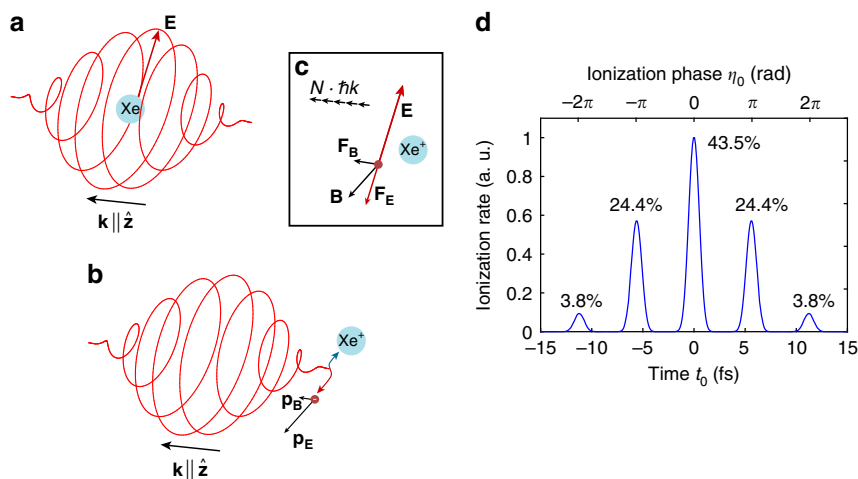 a
E
Xe
k || ẑ
b
Xe⁺
p_B
p_E
k || ẑ
c
N · ħk
E
Xe⁺
F_B
B
F_E
d
Ionization phase η₀ (rad)
−2π −π 0 π 2π
Ionization rate (a. u.)
1
0.8
0.6
0.4
0.2
0
43.5%
24.4% 24.4%
3.8% 3.8%
−15 −10 −5 0 5 10 15
Time t₀ (fs)